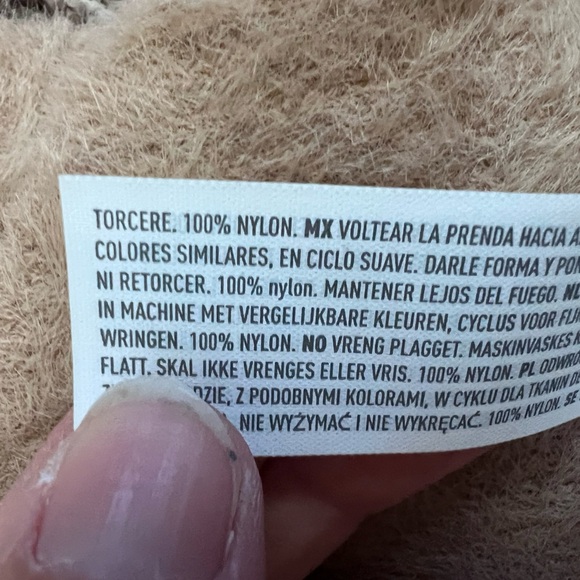 TORCERE. 100% NYLON. MX VOLTEAR LA PRENDA HACIA
COLORES SIMILARES, EN CICLO SUAVE. DARLE FORMA Y
NI RETORCER. 100% nylon. MANTENER LEJOS DEL FUEGO.
IN MACHINE MET VERGELIJKBARE KLEUREN, CYCLUS VOOR
WRINGEN. 100% NYLON. NO VRENG PLAGGET. MASKINVASKES
FLATT. SKAL IKKE VRENGES ELLER VRIS. 100% NYLON. PL
Z PODOBNYMI KOLORAMI, W CYKLU DLA TKANIN
NIE WYŻYMAĆ I NIE WYKRĘCAĆ. 100% NYLON. SE